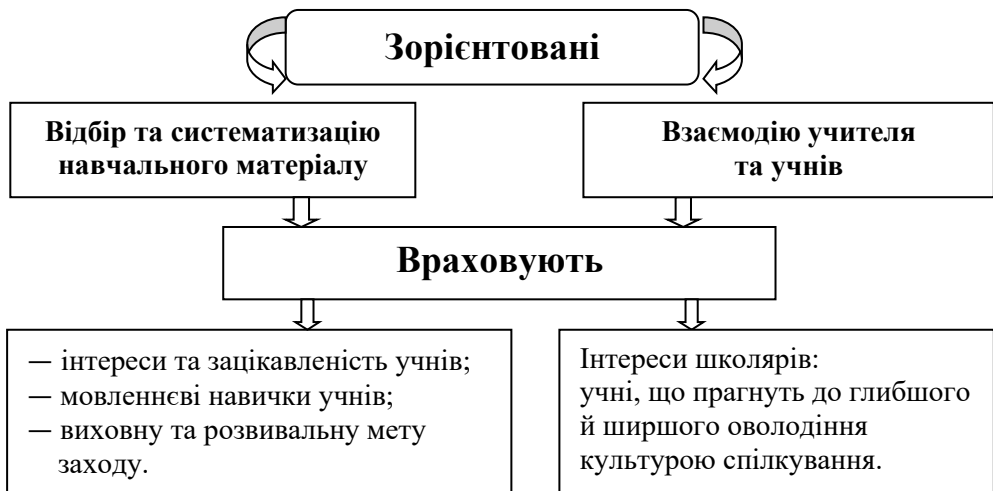 Зорієнтовані
Відбір та систематизацію
навчального матеріалу
Взаємодію учителя
та учнів
Враховують
— інтереси та зацікавленість учнів;
— мовленнєві навички учнів;
— виховну та розвивальну мету
заходу.
Інтереси школярів:
учні, що прагнуть до глибшого
й ширшого оволодіння
культурою спілкування.